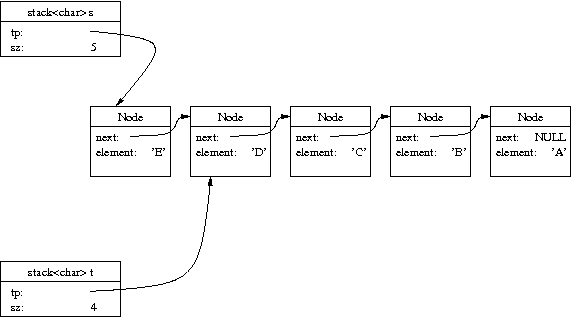 stack<char> s
tp:
sz: 5
Node Node Node Node Node
next: next: next: next: next: NULL
element: 'E' element: 'D' element: 'C' element: 'B' element: 'A'
stack<char> t
tp:
sz: 4